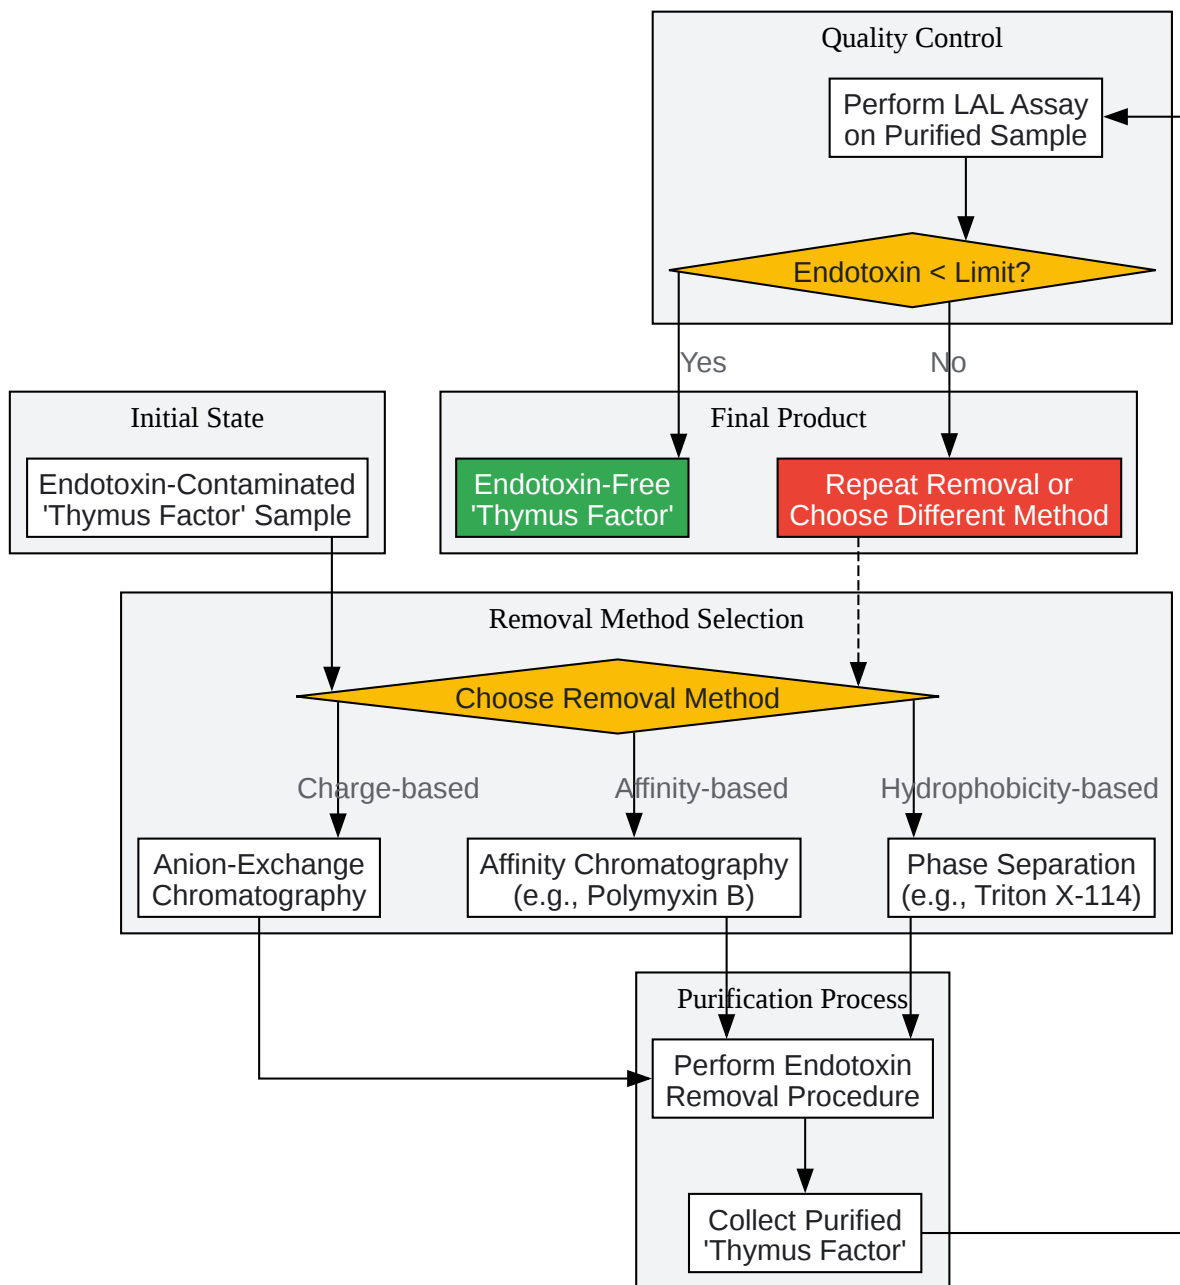 Quality Control
Perform LAL Assay
on Purified Sample
Endotoxin < Limit?
Yes
No
Initial State
Endotoxin-Contaminated
'Thymus Factor' Sample
Final Product
Endotoxin-Free
'Thymus Factor'
Repeat Removal or
Choose Different Method
Removal Method Selection
Choose Removal Method
Charge-based
Affinity-based
Hydrophobicity-based
Anion-Exchange
Chromatography
Affinity Chromatography
(e.g., Polymyxin B)
Phase Separation
(e.g., Triton X-114)
Purification Process
Perform Endotoxin
Removal Procedure
Collect Purified
'Thymus Factor'